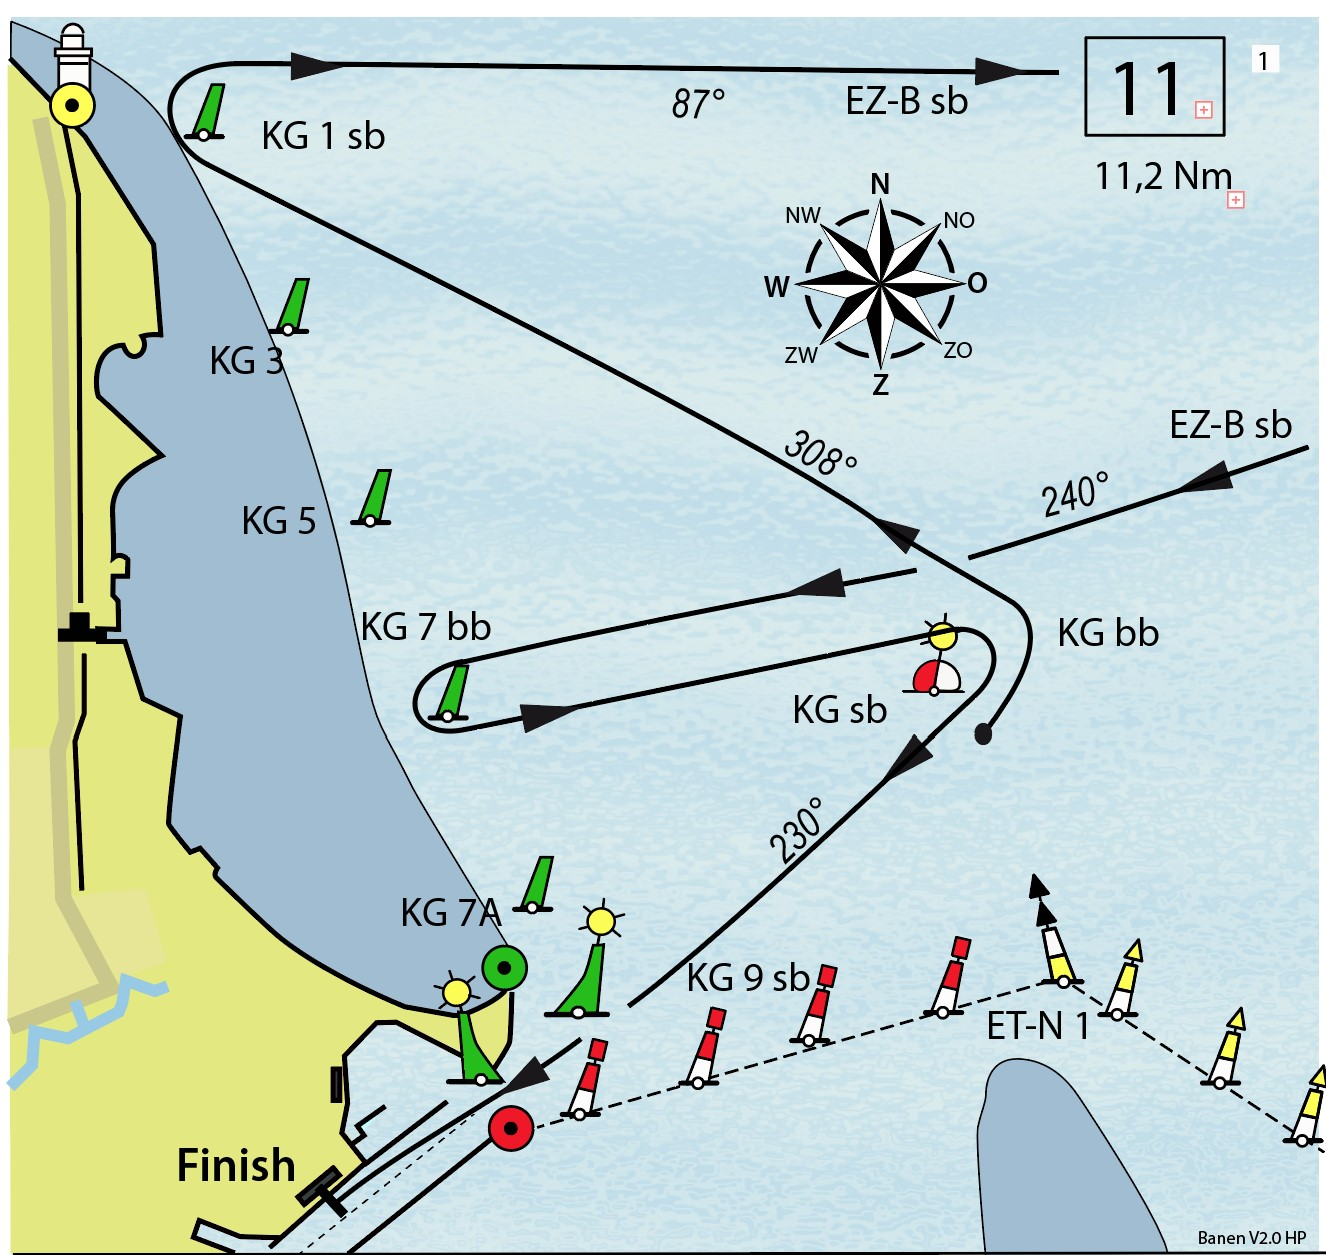 1
11
87°
EZ-B sb
KG 1 sb
11,2 Nm
N
NW
NO
W
O
ZW
ZO
Z
KG 3
EZ-B sb
308°
240°
KG 5
KG 7 bb
KG bb
KG sb
230°
KG 7A
KG 9 sb
ET-N 1
Finish
Banen V2.0 HP